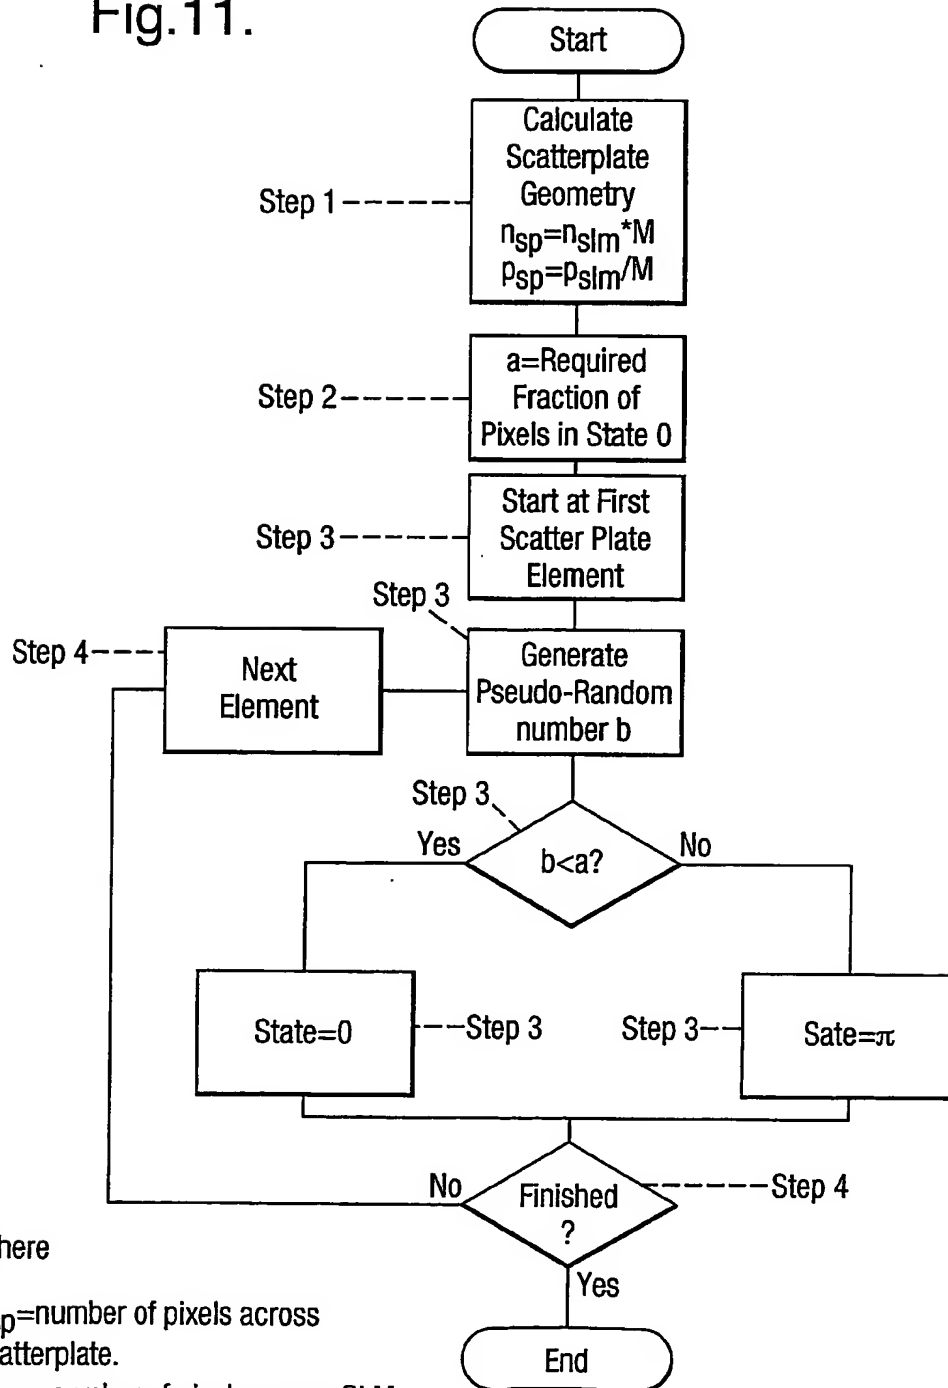 Fig.11.
Start
Calculate
Scatterplate
Geometry
nsp=nslm*M
psp=pslm/M
Step 1
a=Required
Fraction of
Pixels in State 0
Step 2
Start at First
Scatter Plate
Element
Step 3
Step 3
Step 4
Next
Element
Generate
Pseudo-Random
number b
Step 3
Yes
b<a?
No
State=0
Step 3
Step 3
Sate=π
No
Finished
?
Step 4
Yes
here
p=number of pixels across
atterplate.
End